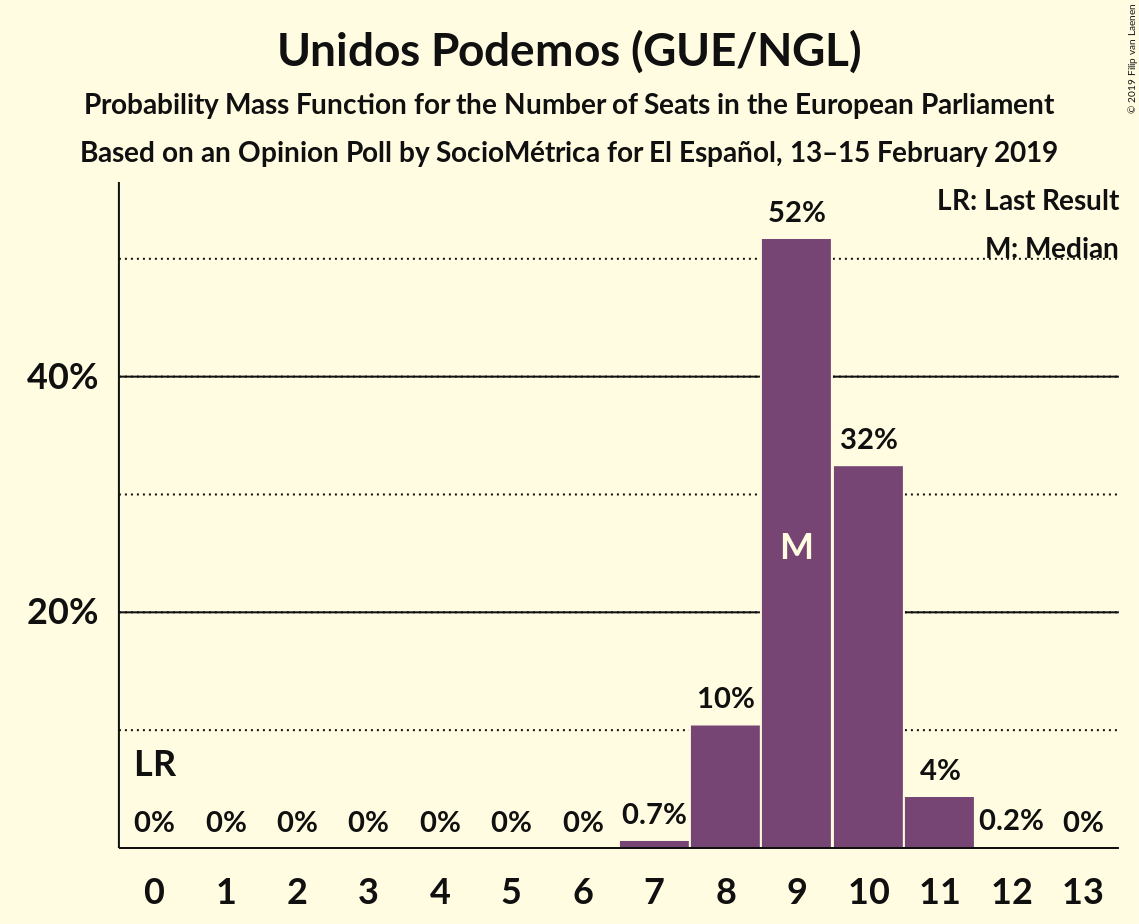 Unidos Podemos (GUE/NGL)
Probability Mass Function for the Number of Seats in the European Parliament
Based on an Opinion Poll by SocioMétrica for El Español, 13–15 February 2019
© 2019 Filip van Laenen
LR: Last Result
M: Median
52%
40%
32%
M
20%
10%
LR
4%
0% 0% 0% 0% 0% 0% 0% 0.7% 0.2% 0%
0 1 2 3 4 5 6 7 8 9 10 11 12 13